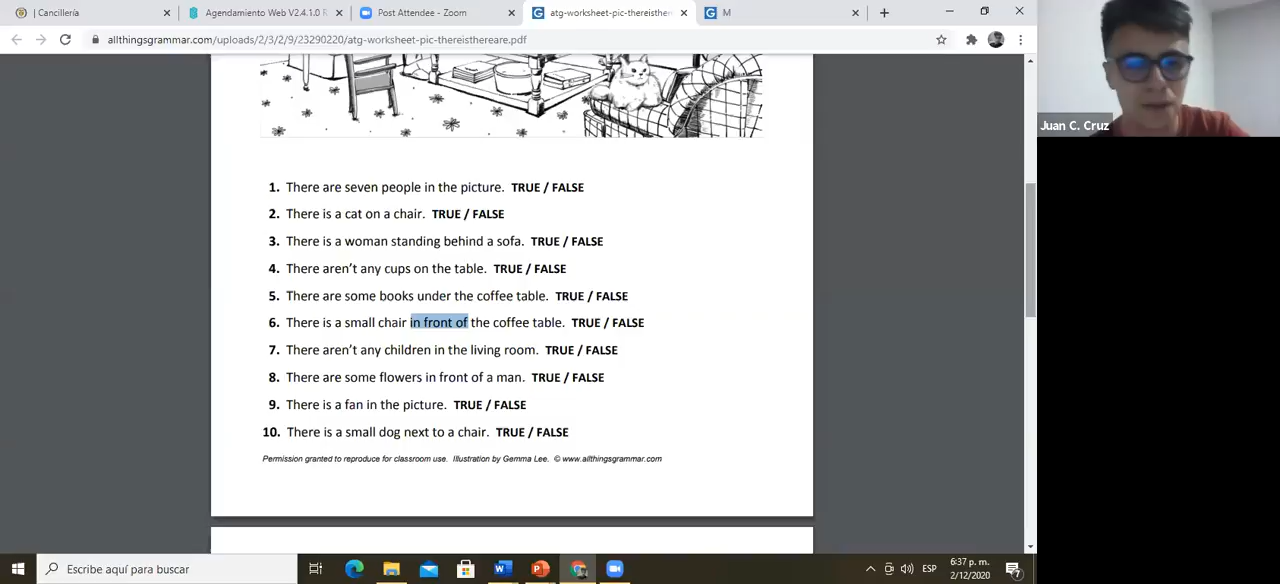 | Cancillería
Agendamiento Web V2.4.1.0 R
Post Attendee - Zoom
atg-worksheet-pic-thereistherer
M
allthingsgrammar.com/uploads/2/3/2/9/23290220/atg-worksheet-pic-thereisthereare.pdf
Juan C. Cruz
1. There are seven people in the picture. TRUE / FALSE
2. There is a cat on a chair. TRUE / FALSE
3. There is a woman standing behind a sofa. TRUE / FALSE
4. There aren't any cups on the table. TRUE / FALSE
5. There are some books under the coffee table. TRUE / FALSE
6. There is a small chair in front of the coffee table. TRUE / FALSE
7. There aren't any children in the living room. TRUE / FALSE
8. There are some flowers in front of a man. TRUE / FALSE
9. There is a fan in the picture. TRUE / FALSE
10. There is a small dog next to a chair. TRUE / FALSE
Permission granted to reproduce for classroom use. Illustration by Gemma Lee. © www.allthingsgrammar.com
Escribe aquí para buscar
ESP
6:37 p. m.
2/12/2020
7